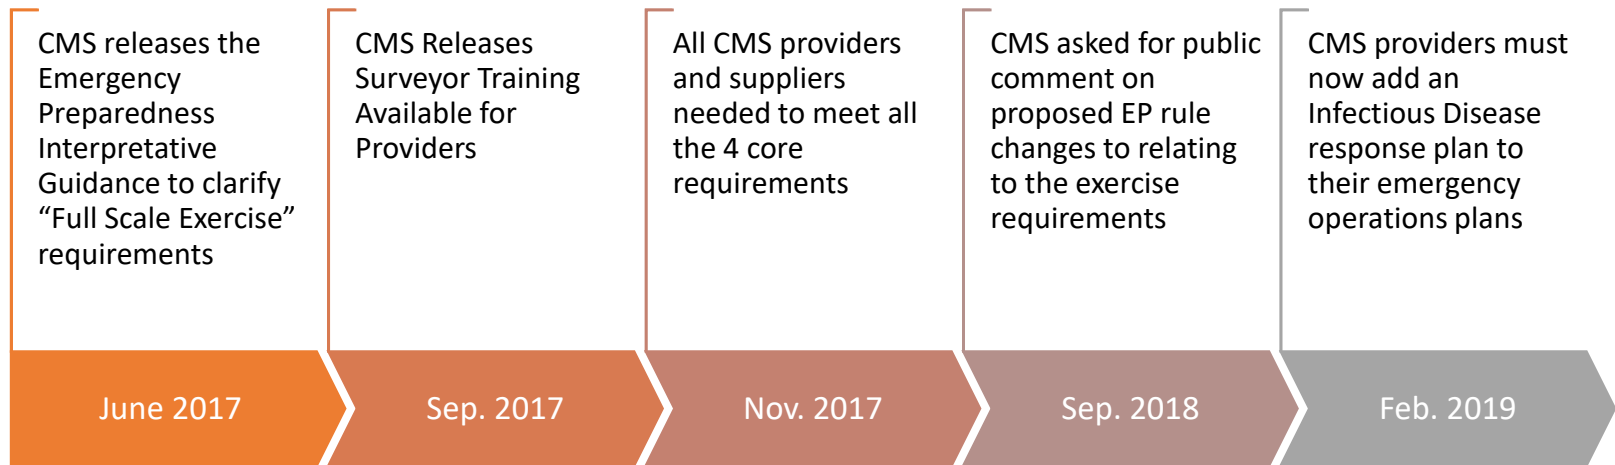 CMS releases the
Emergency
Preparedness
Interpretative
Guidance to clarify
“Full Scale Exercise”
requirements
CMS Releases
Surveyor Training
Available for
Providers
All CMS providers
and suppliers
needed to meet all
the 4 core
requirements
CMS asked for public
comment on
proposed EP rule
changes to relating
to the exercise
requirements
CMS providers must
now add an
Infectious Disease
response plan to
their emergency
operations plans
June 2017
Sep. 2017
Nov. 2017
Sep. 2018
Feb. 2019